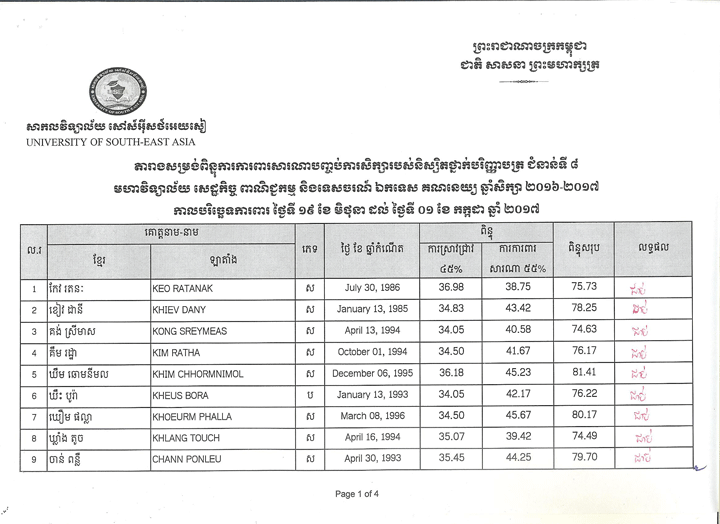 ព្រះរាជាណាចក្រកម្ពុជា
ជាតិ សាសនា ព្រះមហាក្សត្រ
សាកលវិទ្យាល័យ សៅស៍អ៊ីសថ៍អេយសៀ
UNIVERSITY OF SOUTH-EAST ASIA
តារាងសម្រង់ពិន្ទុការការពារសារណាបញ្ចប់ការសិក្សារបស់និស្សិតថ្នាក់បរិញ្ញាបត្រ ជំនាន់ទី ៨
មហាវិទ្យាល័យ សេដ្ឋកិច្ច ពាណិជ្ជកម្ម និងទេសចរណ៍ ឯកទេស គណនេយ្យ ឆ្នាំសិក្សា ២០១៦-២០១៧
កាលបរិច្ឆេទការពារ ថ្ងៃទី ១៩ ខែ មិថុនា ដល់ ថ្ងៃទី ០១ ខែ កក្កដា ឆ្នាំ ២០១៧
ល.រ គោត្តនាម-នាម ភេទ ថ្ងៃ ខែ ឆ្នាំកំណើត ពិន្ទុ ពិន្ទុសរុប លទ្ធផល
ខ្មែរ ឡាតាំង ការស្រាវជ្រាវ ៤៥% ការការពារ សារណា ៥៥%
1 កែវ រតនៈ KEO RATANAK ស July 30, 1986 36.98 38.75 75.73 ជាប់
2 ខៀវ ដានី KHIEV DANY ស January 13, 1985 34.83 43.42 78.25 ជាប់
3 គង់ ស្រីមាស KONG SREYMEAS ស April 13, 1994 34.05 40.58 74.63 ជាប់
4 គឹម រដ្ឋា KIM RATHA ស October 01, 1994 34.50 41.67 76.17 ជាប់
5 ឃឹម ឆោមនីមល KHIM CHHORMNIMOL ស December 06, 1995 36.18 45.23 81.41 ជាប់
6 ឃឺះ បូរ៉ា KHEUS BORA ប January 13, 1993 34.05 42.17 76.22 ជាប់
7 ឃឿម ផល្លា KHOEURM PHALLA ស March 08, 1996 34.50 45.67 80.17 ជាប់
8 ឃ្លាំង តូច KHLANG TOUCH ស April 16, 1994 35.07 39.42 74.49 ជាប់
9 ចាន់ ពន្លឺ CHANN PONLEU ស April 30, 1993 35.45 44.25 79.70 ជាប់
Page 1 of 4